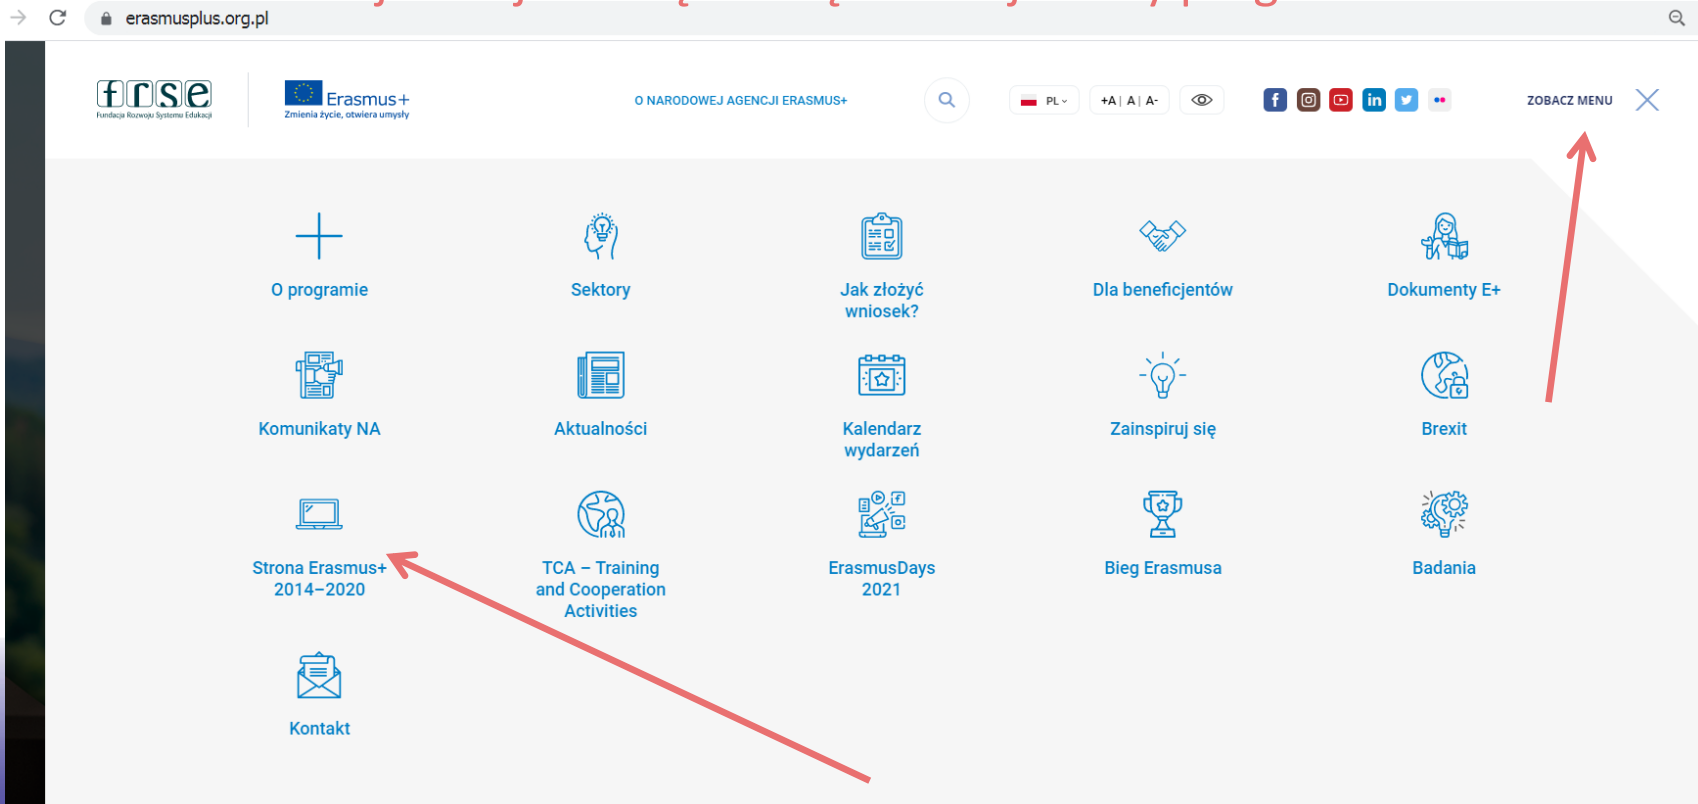 erasmusplus.org.pl
frse
Fundacja Rozwoju Systemu Edukacji
Erasmus+
Zmienia życie, otwiera umysły
O NARODOWEJ AGENCJI ERASMUS+
PL
+A | A | A-
ZOBACZ MENU
O programie
Sektory
Jak złożyć
wniosek?
Dla beneficjentów
Dokumenty E+
Komunikaty NA
Aktualności
Kalendarz
wydarzeń
Zainspiruj się
Brexit
Strona Erasmus+
2014–2020
TCA – Training
and Cooperation
Activities
ErasmusDays
2021
Bieg Erasmusa
Badania
Kontakt